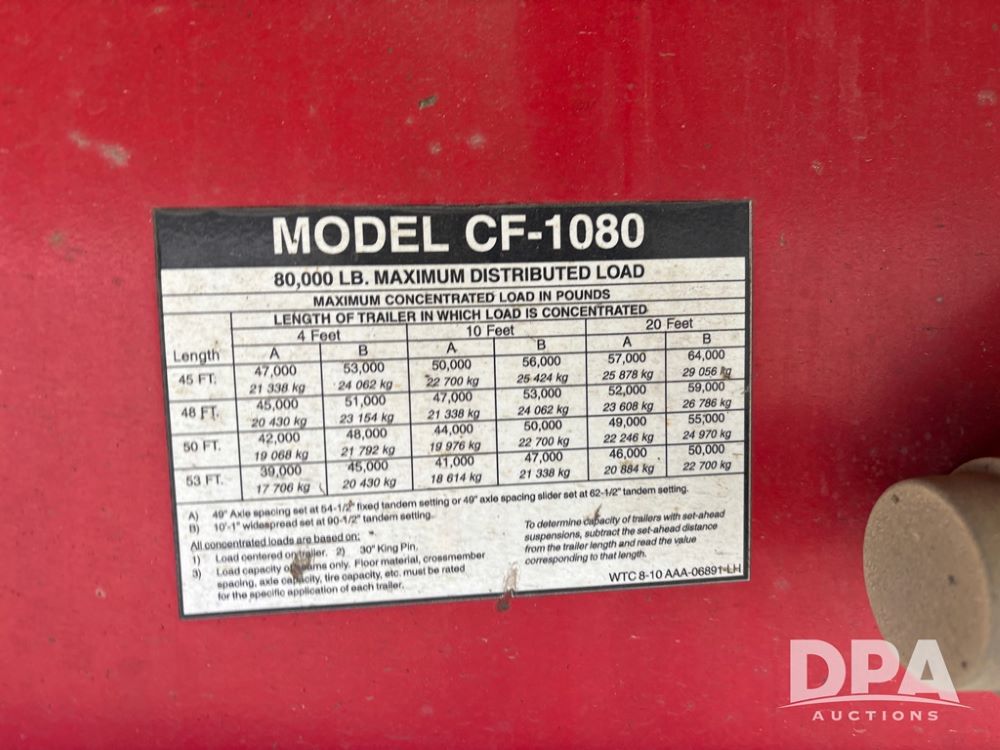 MODEL CF-1080
80,000 LB. MAXIMUM DISTRIBUTED LOAD
MAXIMUM CONCENTRATED LOAD IN POUNDS
LENGTH OF TRAILER IN WHICH LOAD IS CONCENTRATED
4 Feet 10 Feet 20 Feet
Length A B A B A B
45 FT. 47,000 53,000 50,000 56,000 57,000 64,000
21 338 kg 24 062 kg 22 700 kg 25 424 kg 25 878 kg 29 056 kg
48 FT. 45,000 51,000 47,000 53,000 52,000 59,000
20 430 kg 23 154 kg 21 338 kg 24 062 kg 23 608 kg 26 786 kg
50 FT. 42,000 48,000 44,000 50,000 49,000 55,000
19 068 kg 21 792 kg 19 976 kg 22 700 kg 22 246 kg 24 970 kg
53 FT. 39,000 45,000 41,000 47,000 46,000 50,000
17 706 kg 20 430 kg 18 614 kg 21 338 kg 20 884 kg 22 700 kg
A) 49" Axle spacing set at 54-1/2" fixed tandem setting or 49" axle spacing slider set at 62-1/2" tandem setting.
B) 10'-1" widespread set at 90-1/2" tandem setting.
All concentrated loads are based on:
1) Load centered on trailer. 2) 30" King Pin.
3) Load capacity of beams only. Floor material, crossmember
spacing, axle capacity, tire capacity, etc. must be rated
for the specific application of each trailer.
To determine capacity of trailers with set-ahead
suspensions, subtract the set-ahead distance
from the trailer length and read the value
corresponding to that length.
WTC 8-10 AAA-06891-LH
DPA
AUCTIONS